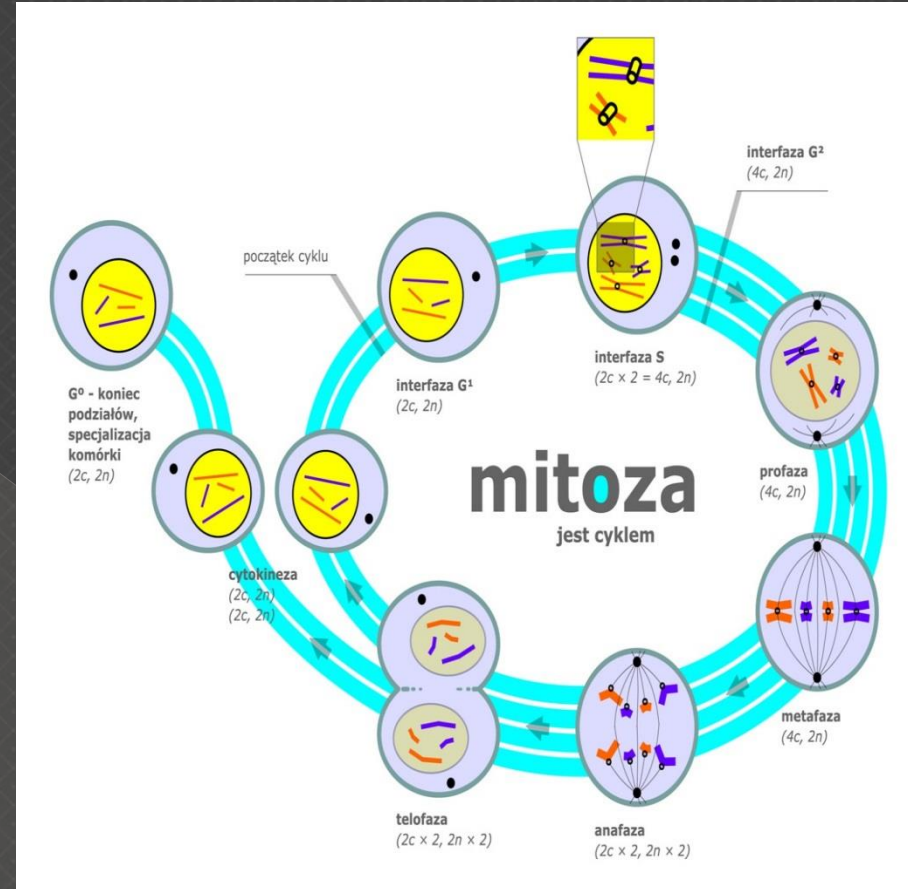 interfaza G²
(4c, 2n)
początek cyklu
interfaza G¹
(2c, 2n)
interfaza S
(2c × 2 = 4c, 2n)
G⁰ - koniec
podziałów,
specjalizacja
komórki
(2c, 2n)
mitoza
jest cyklem
profaza
(4c, 2n)
cytokineza
(2c, 2n)
(2c, 2n)
metafaza
(4c, 2n)
telofaza
(2c × 2, 2n × 2)
anafaza
(2c × 2, 2n × 2)